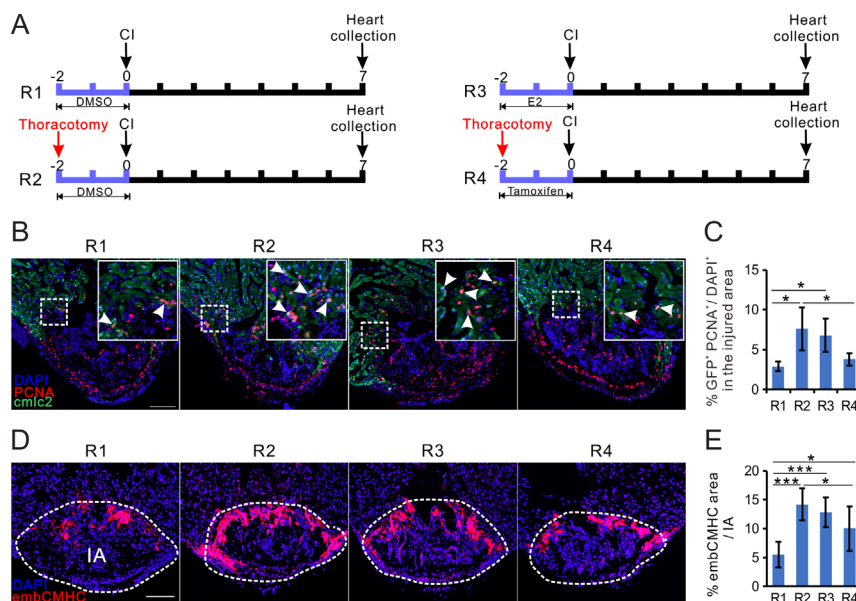 A
CI
Heart
collection
-2
0
7
R1
DMSO
Thoracotomy
CI
Heart
collection
-2
0
7
R2
DMSO
CI
Heart
collection
-2
0
7
R3
E2
Thoracotomy
CI
Heart
collection
-2
0
7
R4
Tamoxifen
B
R1
R2
R3
R4
DAPI
PCNA
cmlc2
C
% GFP⁺ PCNA⁺/ DAPI⁺
in the injured area
15
10
5
0
*
*
*
R1 R2 R3 R4
D
R1
R2
R3
R4
IA
DAPI
embCMHC
E
% embCMHC area
/ IA
20
15
10
5
0
*
***
***
*
R1 R2 R3 R4